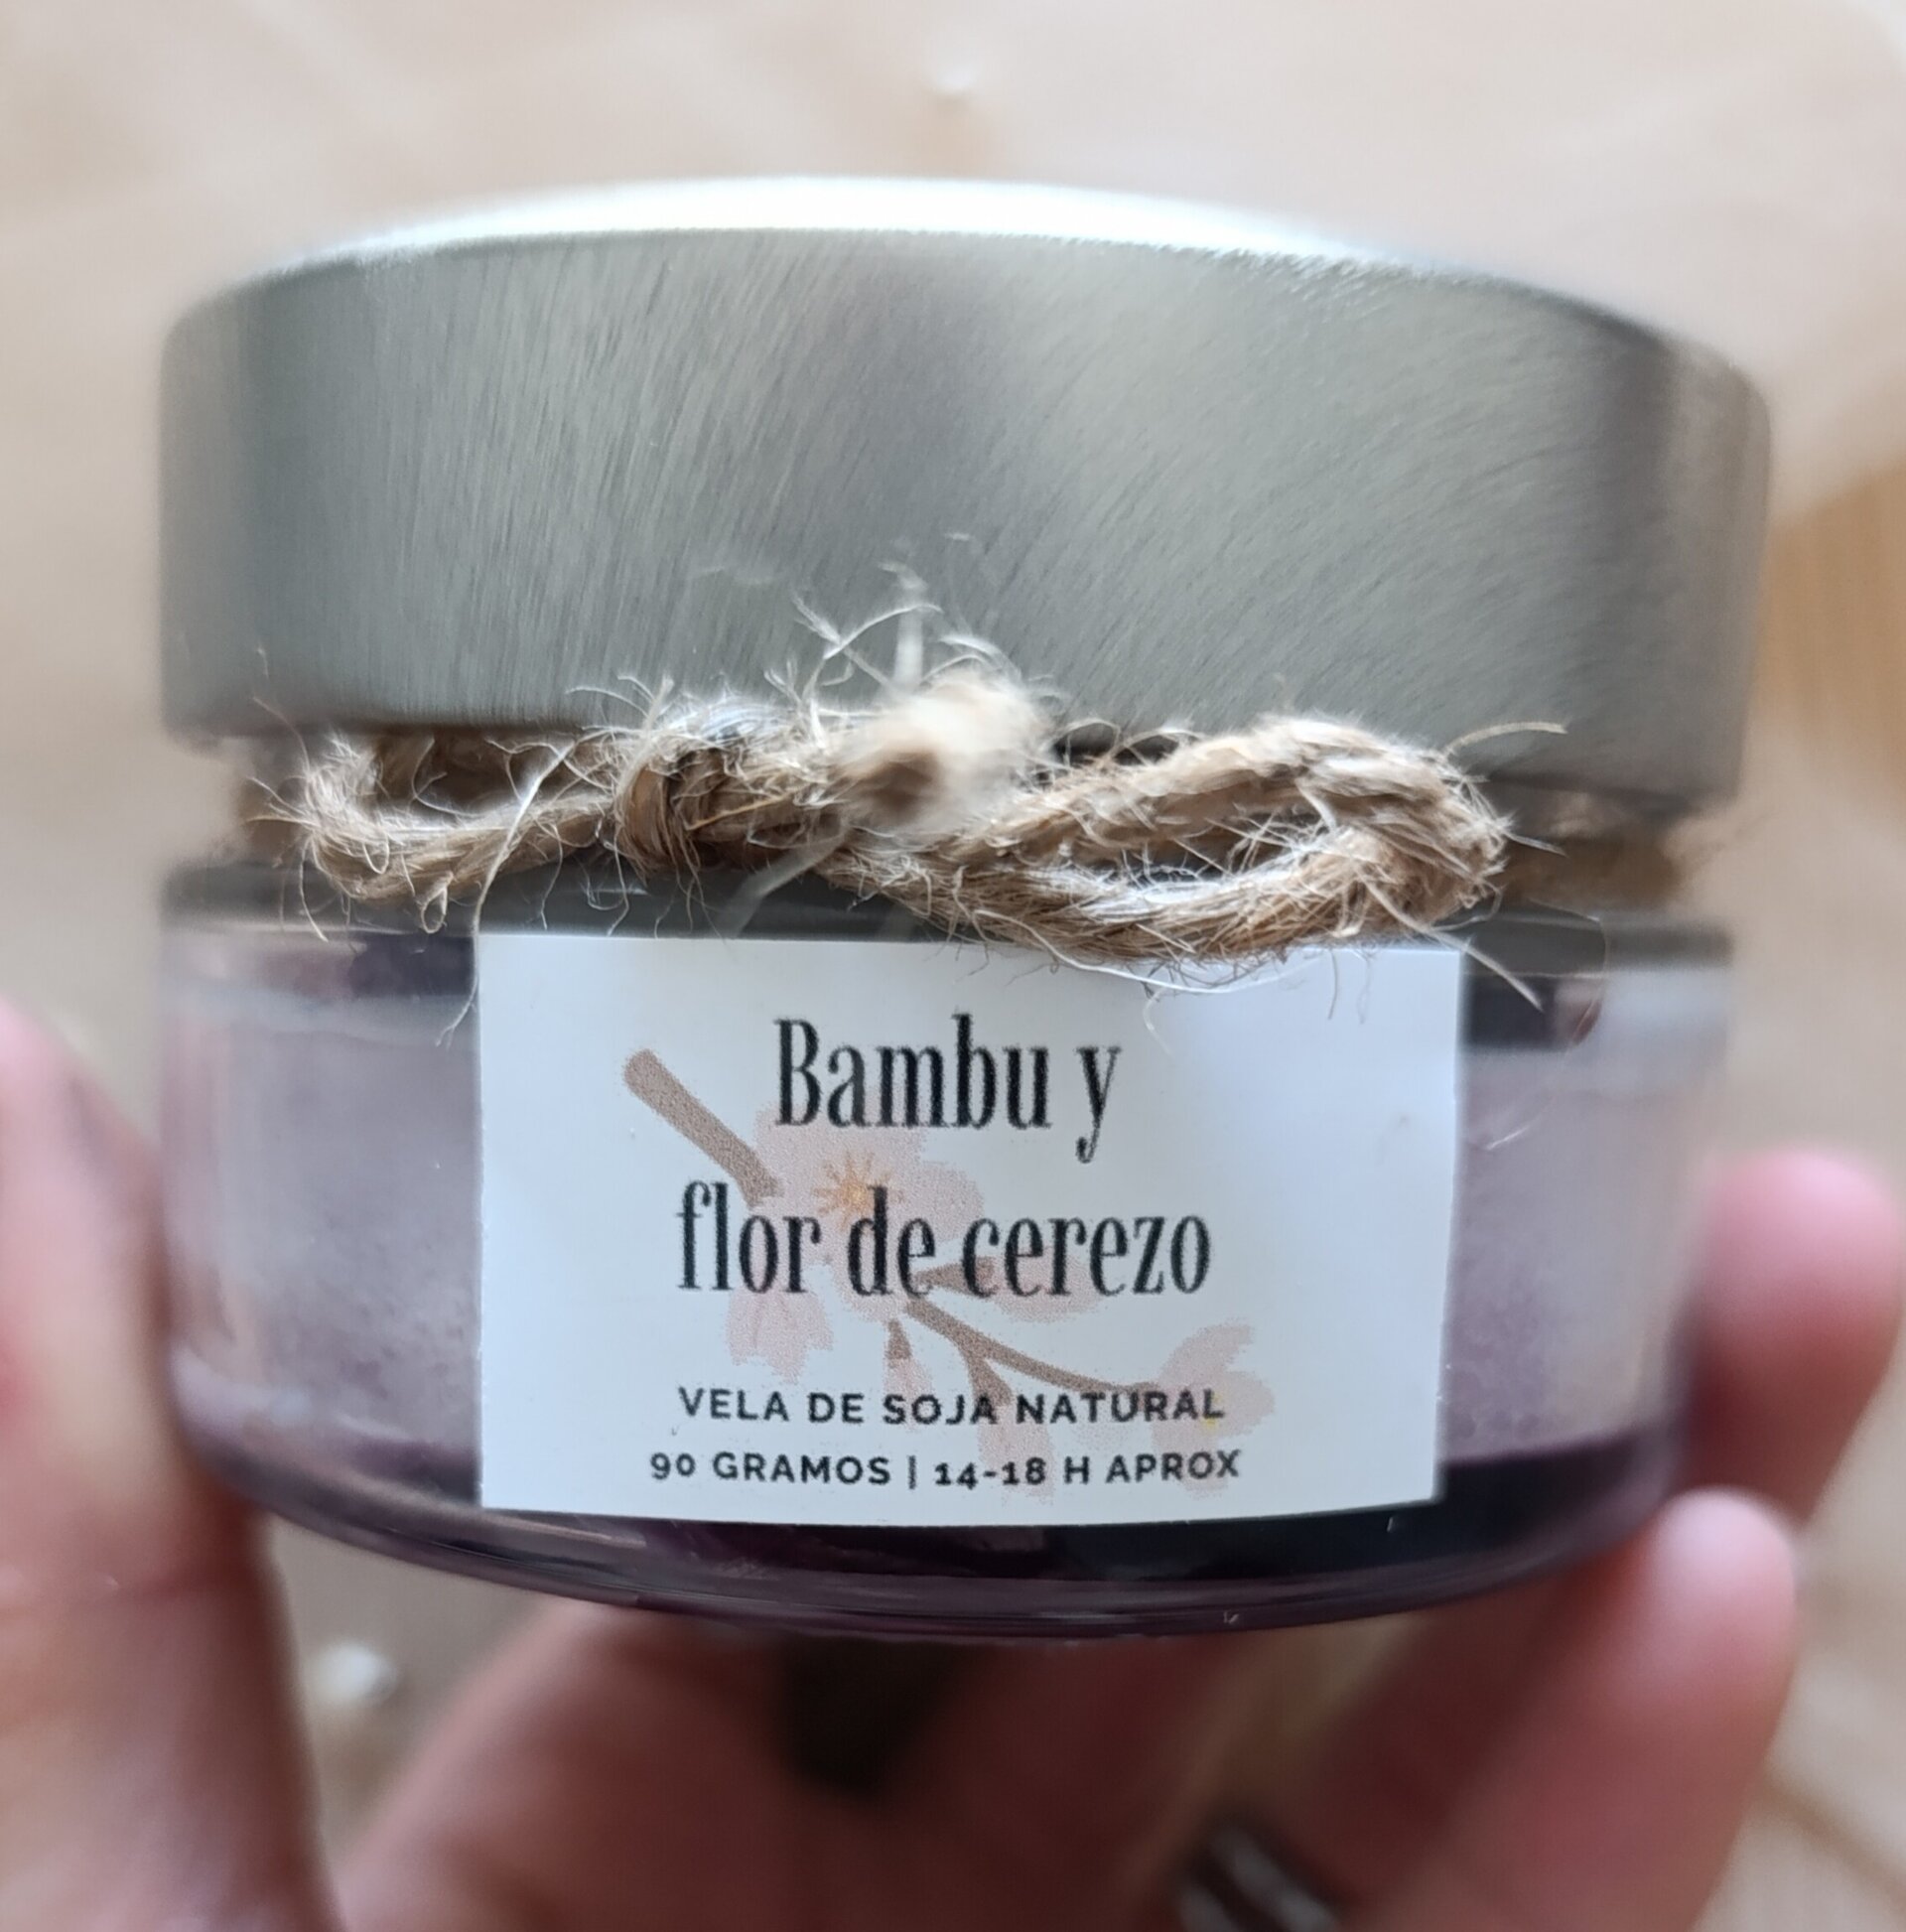 Bambu y
flor de cerezo
VELA DE SOJA NATURAL
90 GRAMOS | 14-18 H APROX